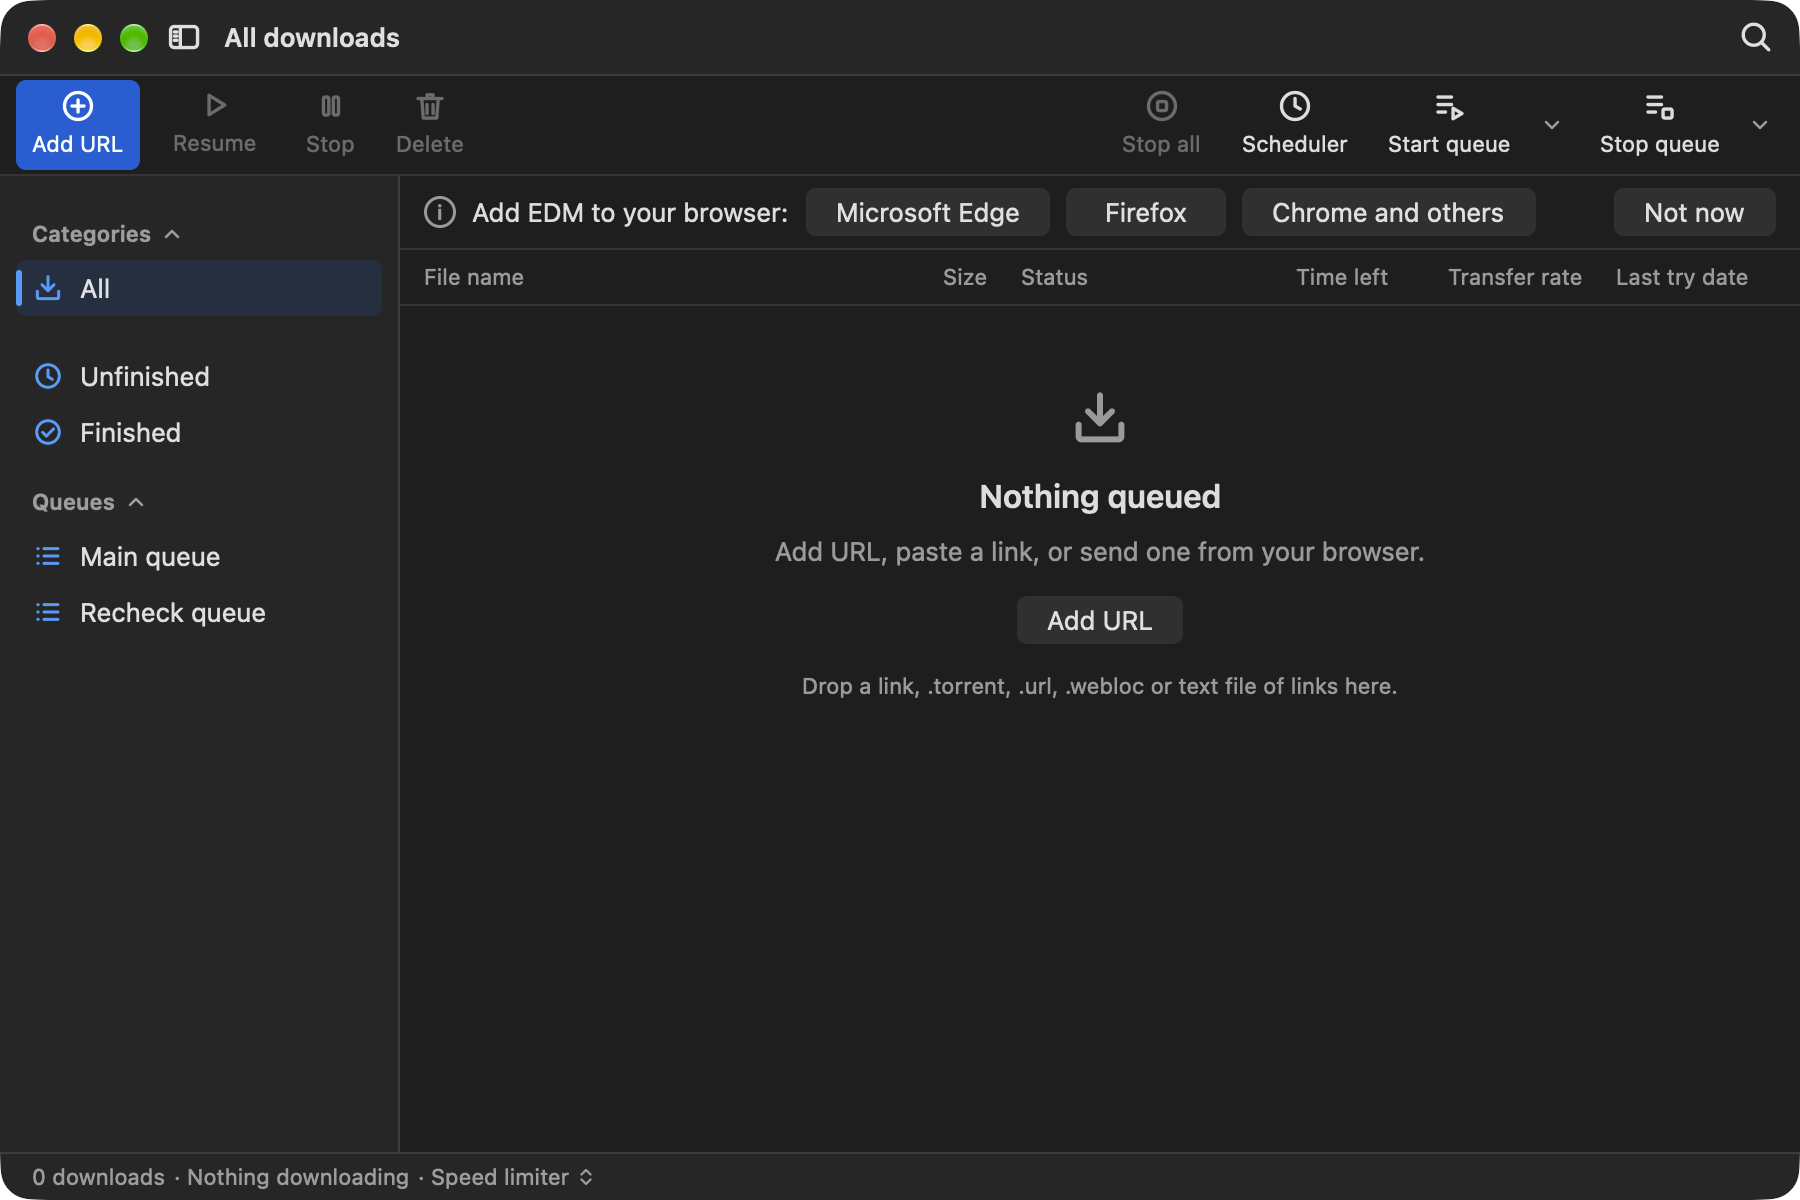 All downloads
Add URL
Resume
Stop
Delete
Stop all
Scheduler
Start queue
Stop queue
Categories
All
Unfinished
Finished
Queues
Main queue
Recheck queue
Add EDM to your browser:
Microsoft Edge
Firefox
Chrome and others
Not now
File name
Size
Status
Time left
Transfer rate
Last try date
Nothing queued
Add URL, paste a link, or send one from your browser.
Add URL
Drop a link, .torrent, .url, .webloc or text file of links here.
0 downloads · Nothing downloading · Speed limiter